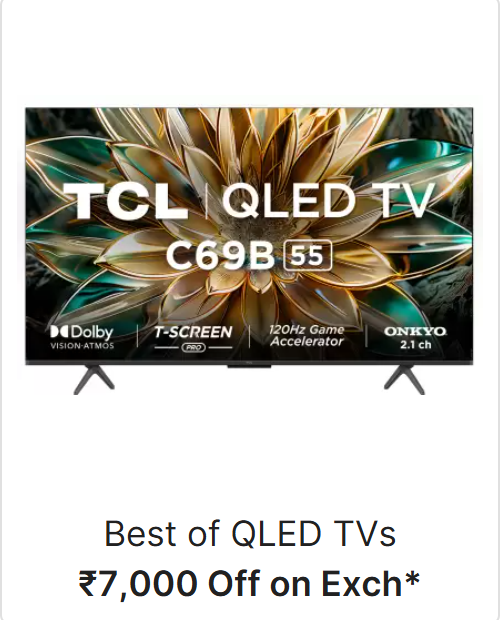 TCL | QLED TV
C69B 55
Dolby
VISION·ATMOS
T-SCREEN
PRO
120Hz Game
Accelerator
ONKYO
2.1 ch
Best of QLED TVs
₹7,000 Off on Exch*